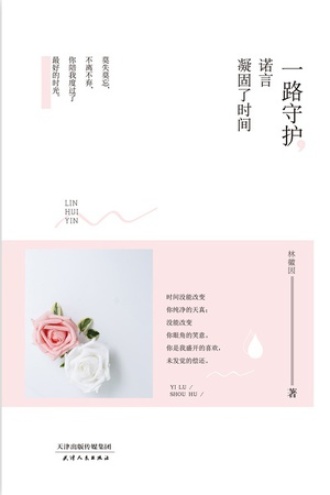 一路守护，
诺言
凝固了时间
莫失莫忘、
不离不弃，
你陪我度过了
最好的时光。
LIN
HUI
YIN
林徽因
著
时间没能改变
你纯净的天真；
没能改变
你眼角的笑意。
你是我盛开的喜欢，
未发觉的偿还。
YI LU /
SHOU HU /
天津出版传媒集团
天津人民出版社